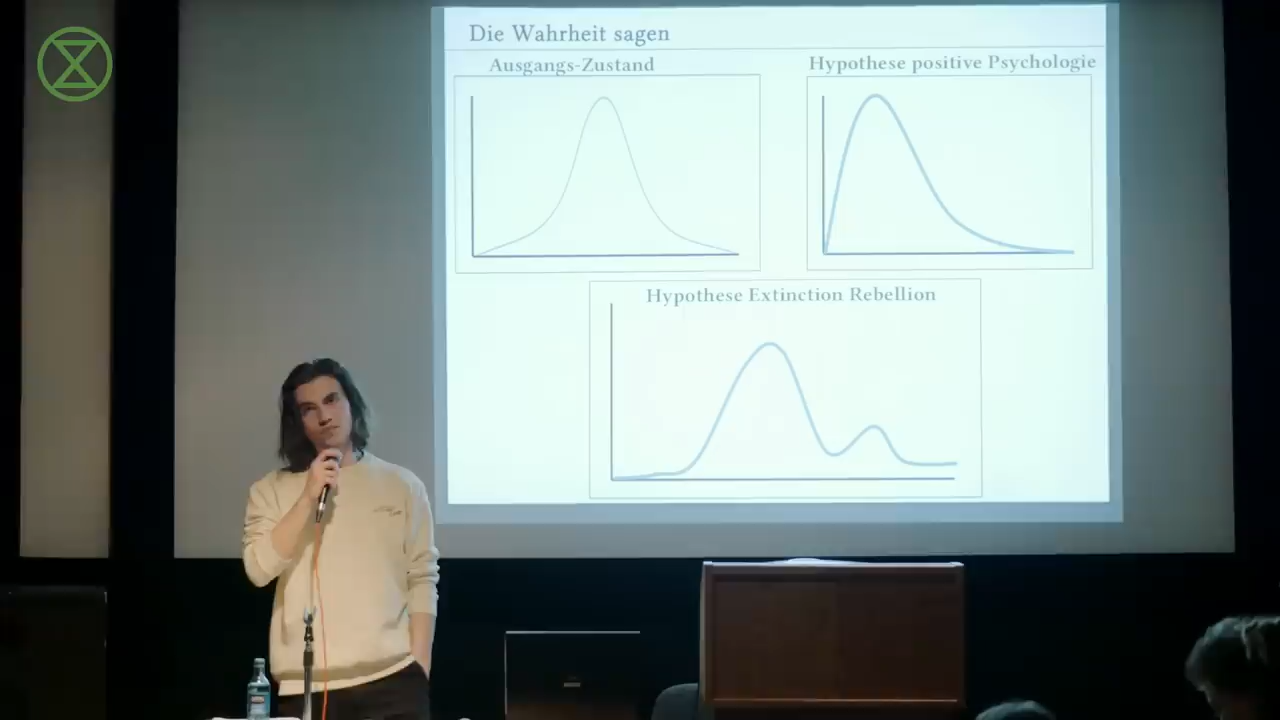 Die Wahrheit sagen
Ausgangs-Zustand
Hypothese positive Psychologie
Hypothese Extinction Rebellion